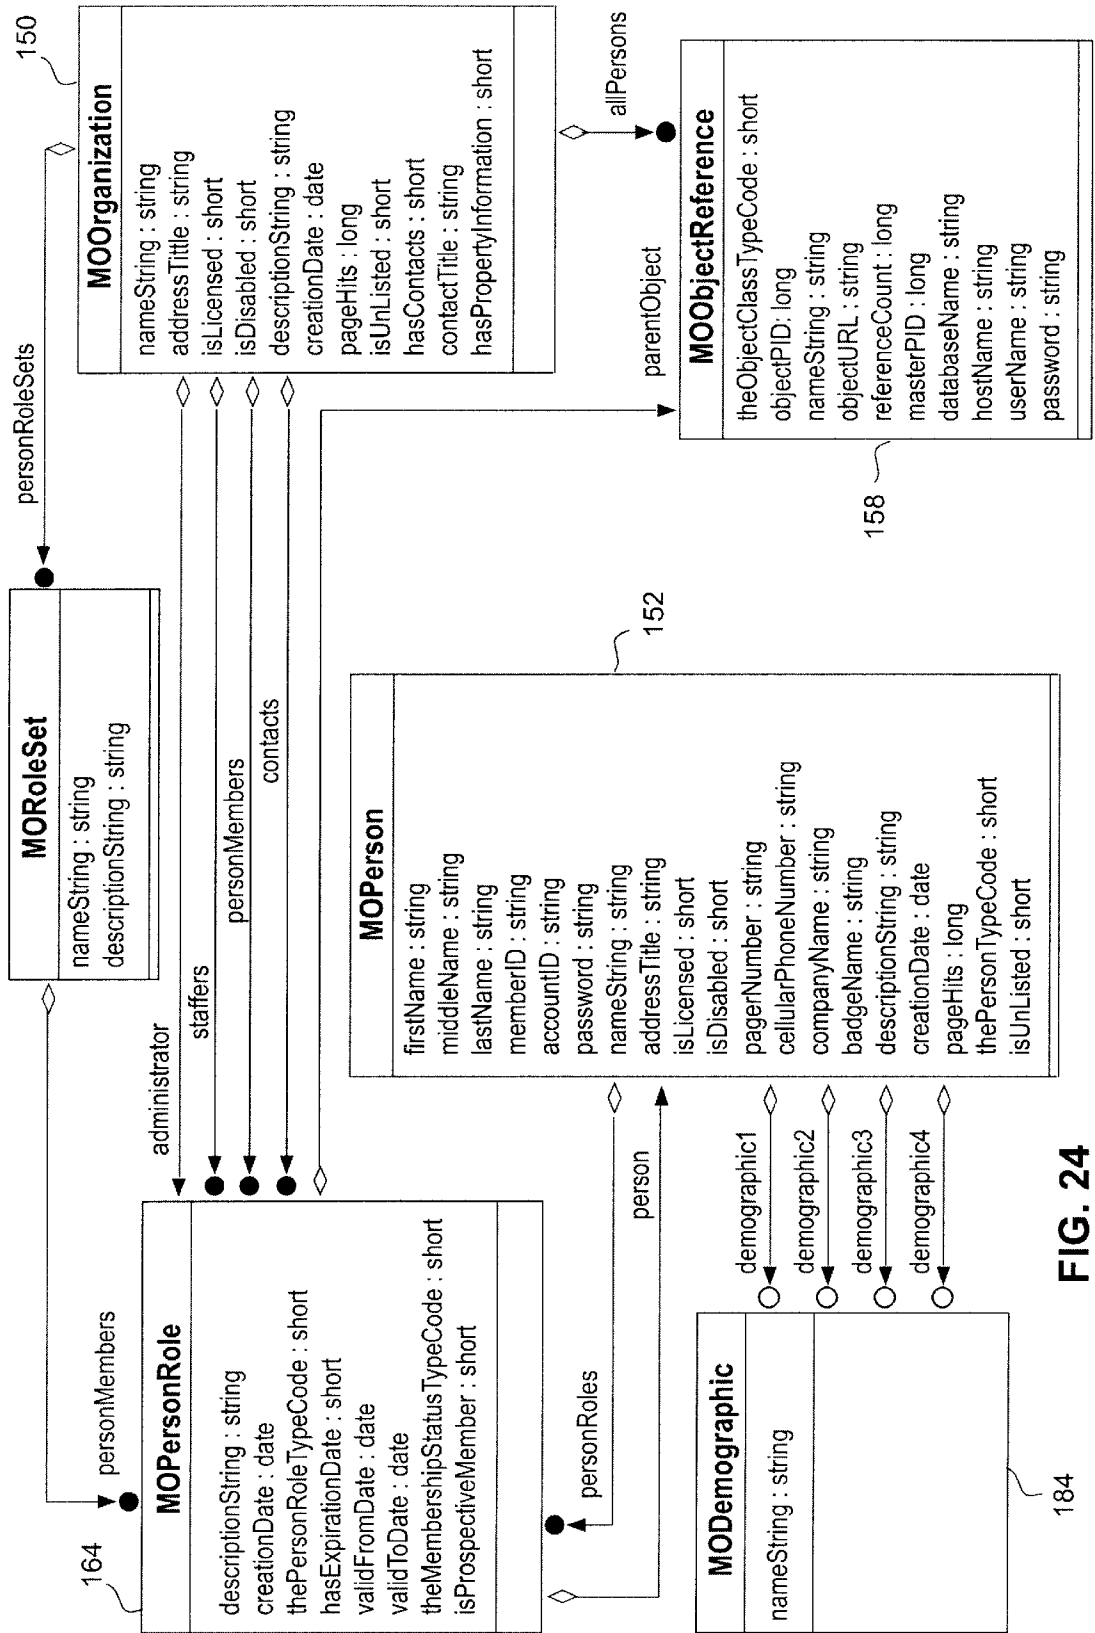 164
MOPersonRole
descriptionString : string
creationDate : date
thePersonRoleTypeCode : short
hasExpirationDate : short
validFromDate : date
validToDate : date
theMembershipStatusTypeCode : short
isProspectiveMember : short
personMembers
MORoleSet
nameString : string
descriptionString : string
personRoleSets
150
MOOrganization
nameString : string
addressTitle : string
isLicensed : short
isDisabled : short
descriptionString : string
creationDate : date
pageHits : long
isUnListed : short
hasContacts : short
contactTitle : string
hasPropertyInformation : short
administrator
staffers
personMembers
contacts
parentObject
allPersons
personRoles
person
MOPerson
152
firstName : string
middleName : string
lastName : string
memberID : string
accountID : string
password : string
nameString : string
addressTitle : string
isLicensed : short
isDisabled : short
pagerNumber : string
cellularPhoneNumber : string
companyName : string
badgeName : string
descriptionString : string
creationDate : date
pageHits : long
thePersonTypeCode : short
isUnListed : short
MOObjectReference
theObjectClassTypeCode : short
objectPID: long
nameString : string
objectURL : string
referenceCount : long
masterPID : long
databaseName : string
hostName : string
userName : string
password : string
158
MODemographic
nameString : string
184
demographic1
demographic2
demographic3
demographic4
FIG. 24